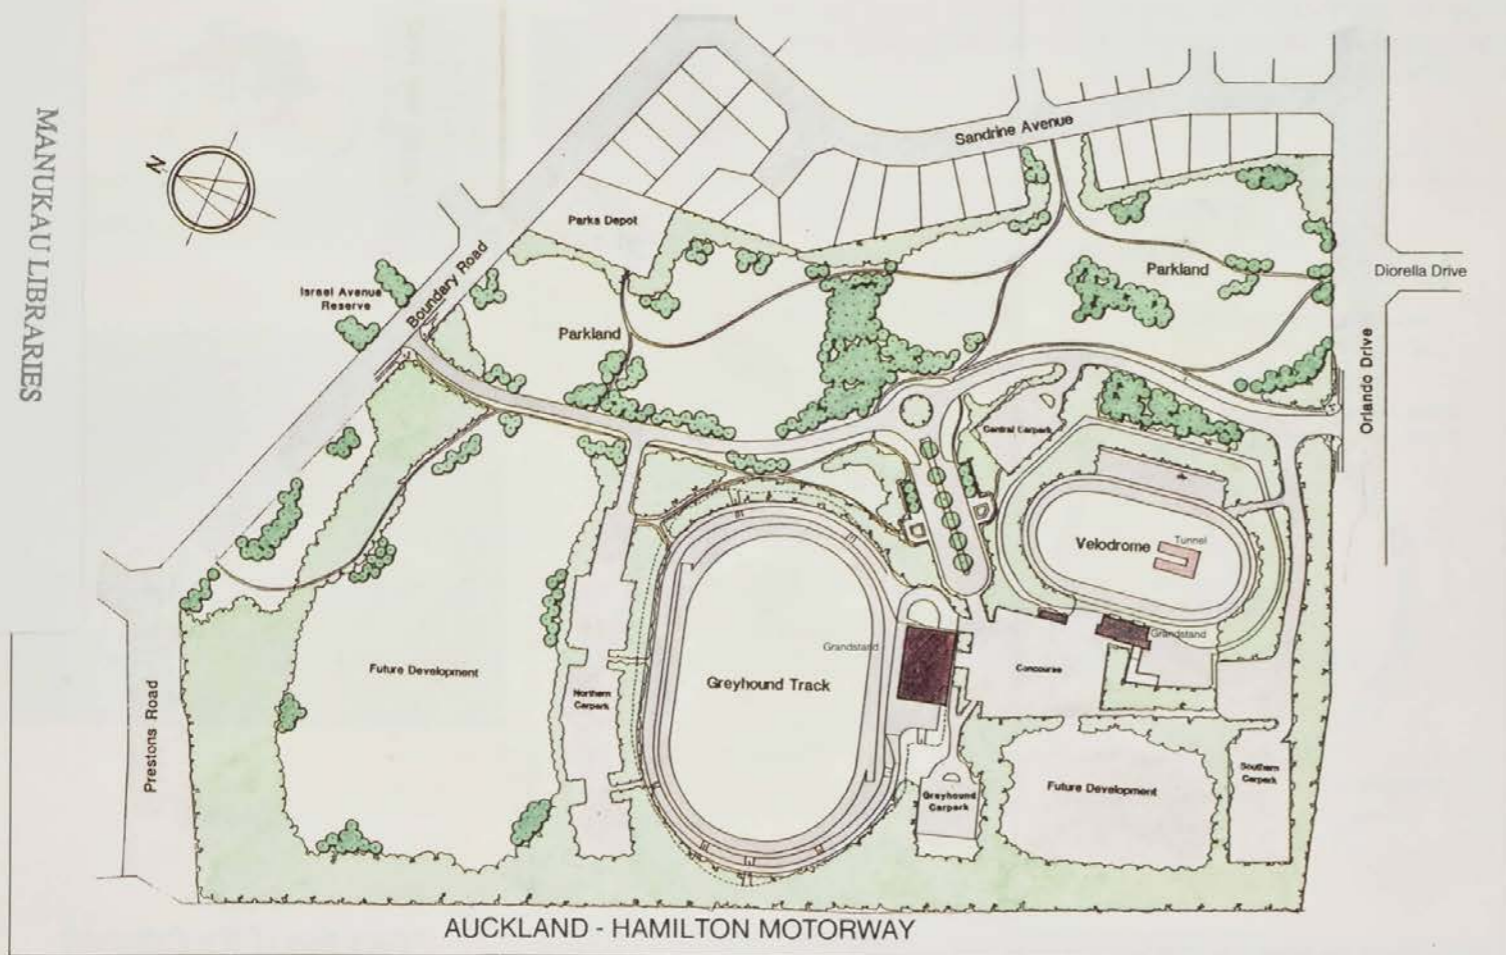 MANUKAU LIBRARIES
N
Sandrine Avenue
Parks Depot
Boundary Road
Israel Avenue
Reserve
Parkland
Parkland
Diorella Drive
Orlando Drive
Central Carpark
Velodrome
Tunnel
Grandstand
Grandstand
Concourse
Future Development
Northern
Carpark
Greyhound Track
Prestons Road
Greyhound
Carpark
Future Development
Southern
Carpark
AUCKLAND - HAMILTON MOTORWAY